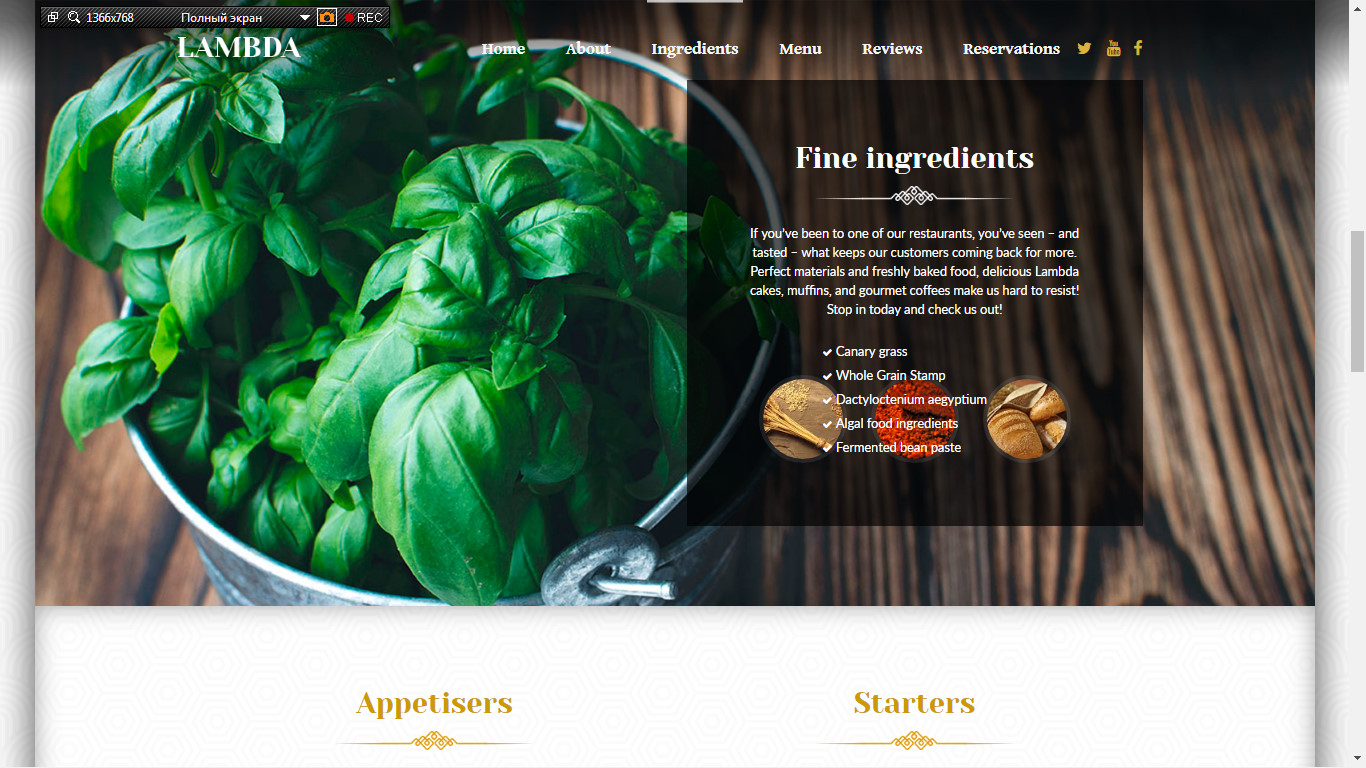 1366x768 Полный экран REC
LAMBDA
Home About Ingredients Menu Reviews Reservations
You
Tube
Fine ingredients
If you've been to one of our restaurants, you've seen – and
tasted – what keeps our customers coming back for more.
Perfect materials and freshly baked food, delicious Lambda
cakes, muffins, and gourmet coffees make us hard to resist!
Stop in today and check us out!
Canary grass
Whole Grain Stamp
Dactyloctenium aegyptium
Algal food ingredients
Fermented bean paste
Appetisers
Starters